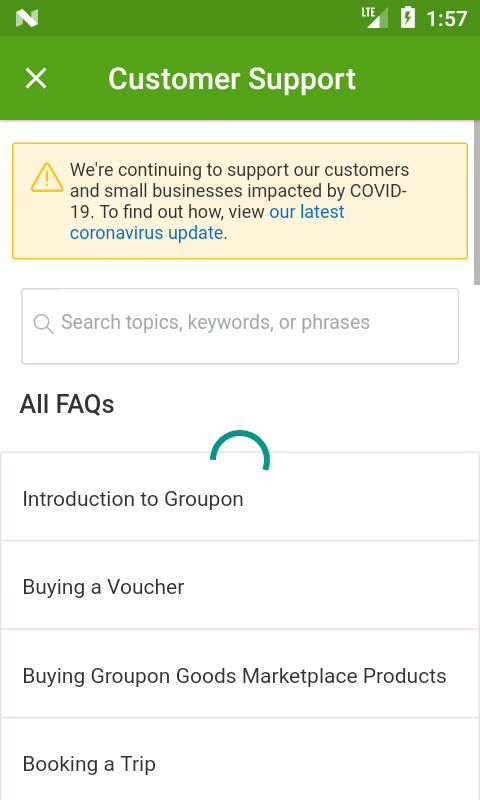 LTE 1:57
Customer Support
We're continuing to support our customers
and small businesses impacted by COVID-
19. To find out how, view our latest
coronavirus update.
Search topics, keywords, or phrases
All FAQs
Introduction to Groupon
Buying a Voucher
Buying Groupon Goods Marketplace Products
Booking a Trip